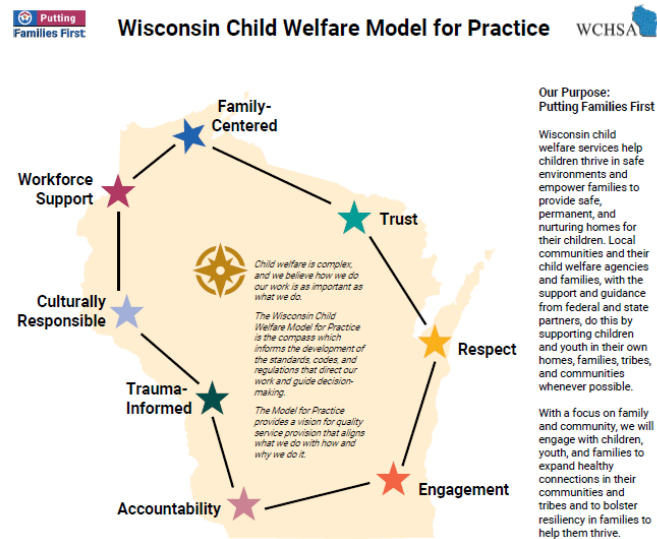 Putting
Families First
Wisconsin Child Welfare Model for Practice
WCHSA
Family-
Centered
Workforce
Support
Trust
Culturally
Responsible
Respect
Trauma-
Informed
Engagement
Accountability
Child welfare is complex,
and we believe how we do
our work is as important as
what we do.
The Wisconsin Child
Welfare Model for Practice
is the compass which
informs the development of
the standards, codes, and
regulations that direct our
work and guide decision-
making.
The Model for Practice
provides a vision for quality
service provision that aligns
what we do with how and
why we do it.
Our Purpose:
Putting Families First
Wisconsin child
welfare services help
children thrive in safe
environments and
empower families to
provide safe,
permanent, and
nurturing homes for
their children. Local
communities and their
child welfare agencies
and families, with the
support and guidance
from federal and state
partners, do this by
supporting children
and youth in their own
homes, families, tribes,
and communities
whenever possible.
With a focus on family
and community, we will
engage with children,
youth, and families to
expand healthy
connections in their
communities and
tribes and to bolster
resiliency in families to
help them thrive.